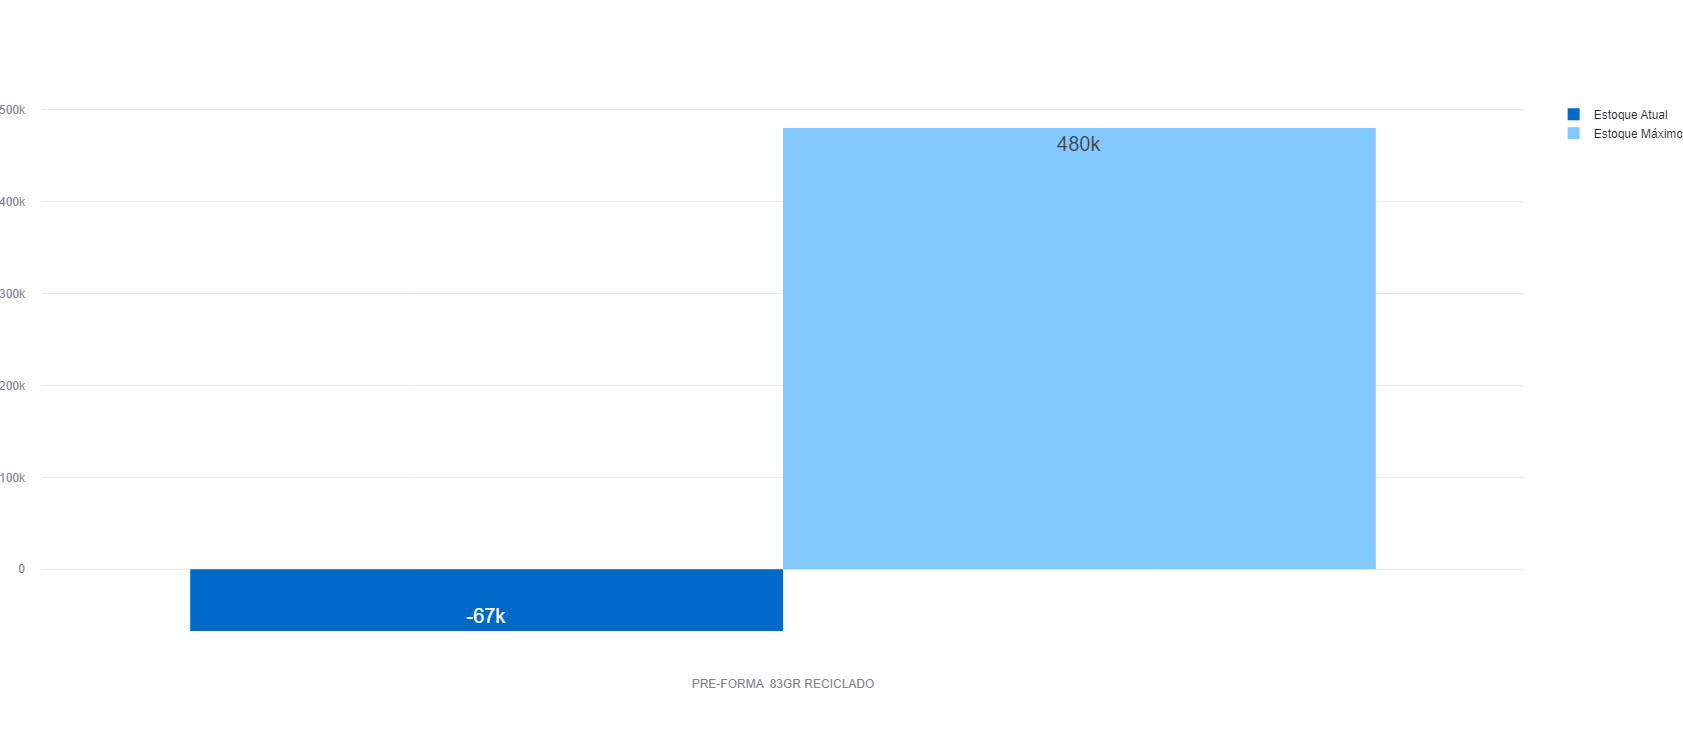 500k
400k
300k
200k
100k
0
480k
-67k
PRE-FORMA 83GR RECICLADO
Estoque Atual
Estoque Máximo